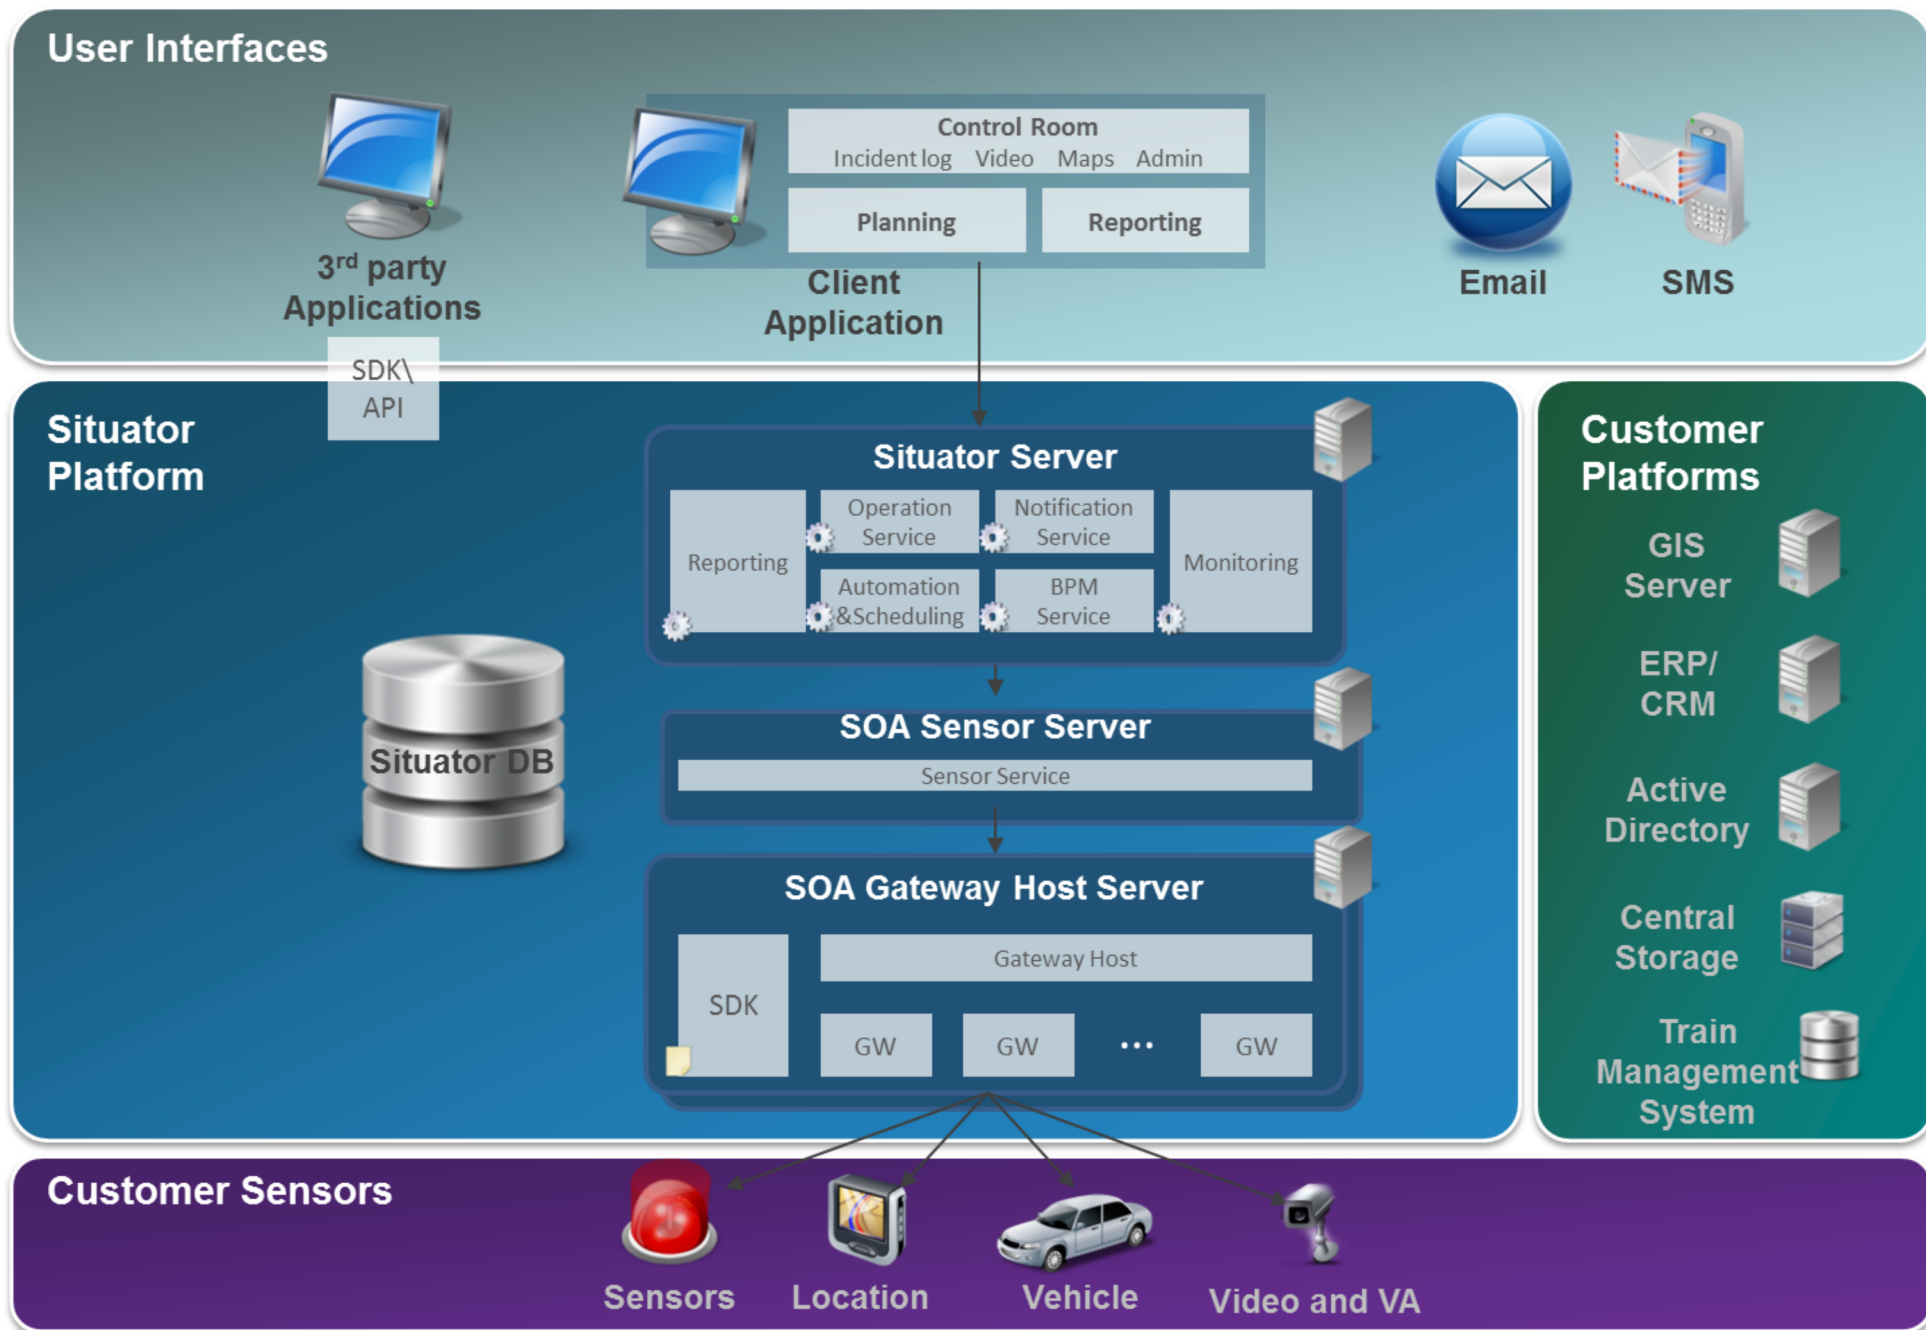 User Interfaces
3rd party
Applications
SDK\
API
Control Room
Incident log Video Maps Admin
Planning
Reporting
Client
Application
Email
SMS
Situator
Platform
Situator DB
Situator Server
Reporting
Operation
Service
Notification
Service
Automation
&Scheduling
BPM
Service
Monitoring
SOA Sensor Server
Sensor Service
SOA Gateway Host Server
SDK
Gateway Host
GW
GW
...
GW
Customer
Platforms
GIS
Server
ERP/
CRM
Active
Directory
Central
Storage
Train
Management
System
Customer Sensors
Sensors
Location
Vehicle
Video and VA